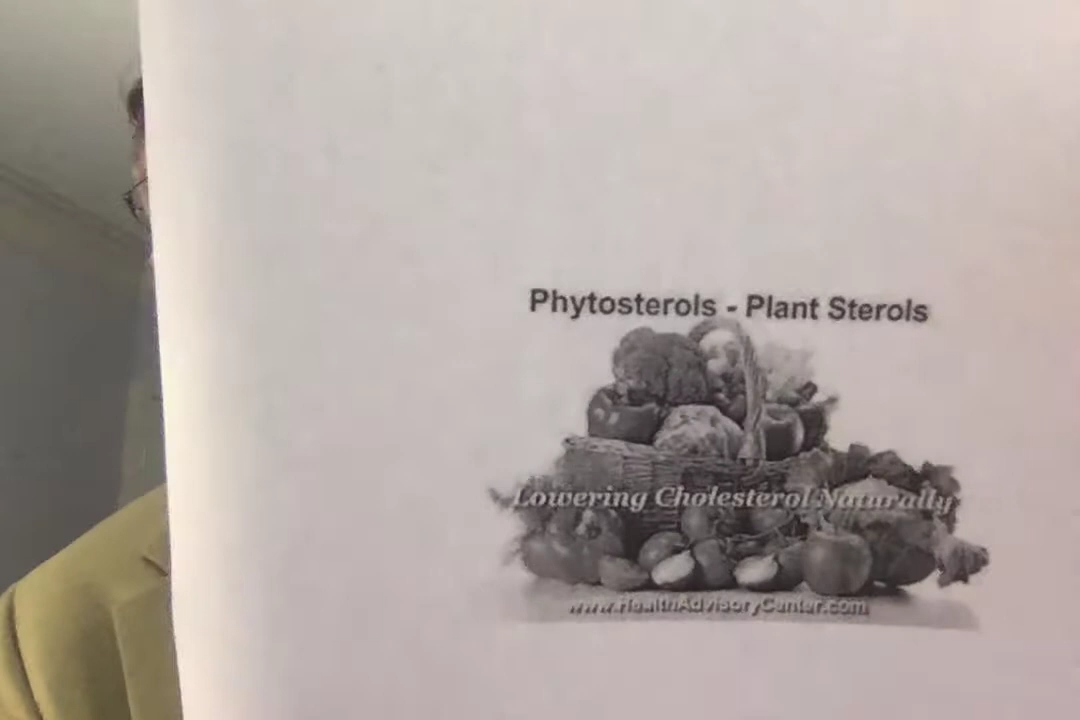 Phytosterols - Plant Sterols
Lowering Cholesterol Naturally
www.HealthAdvisoryCenter.com